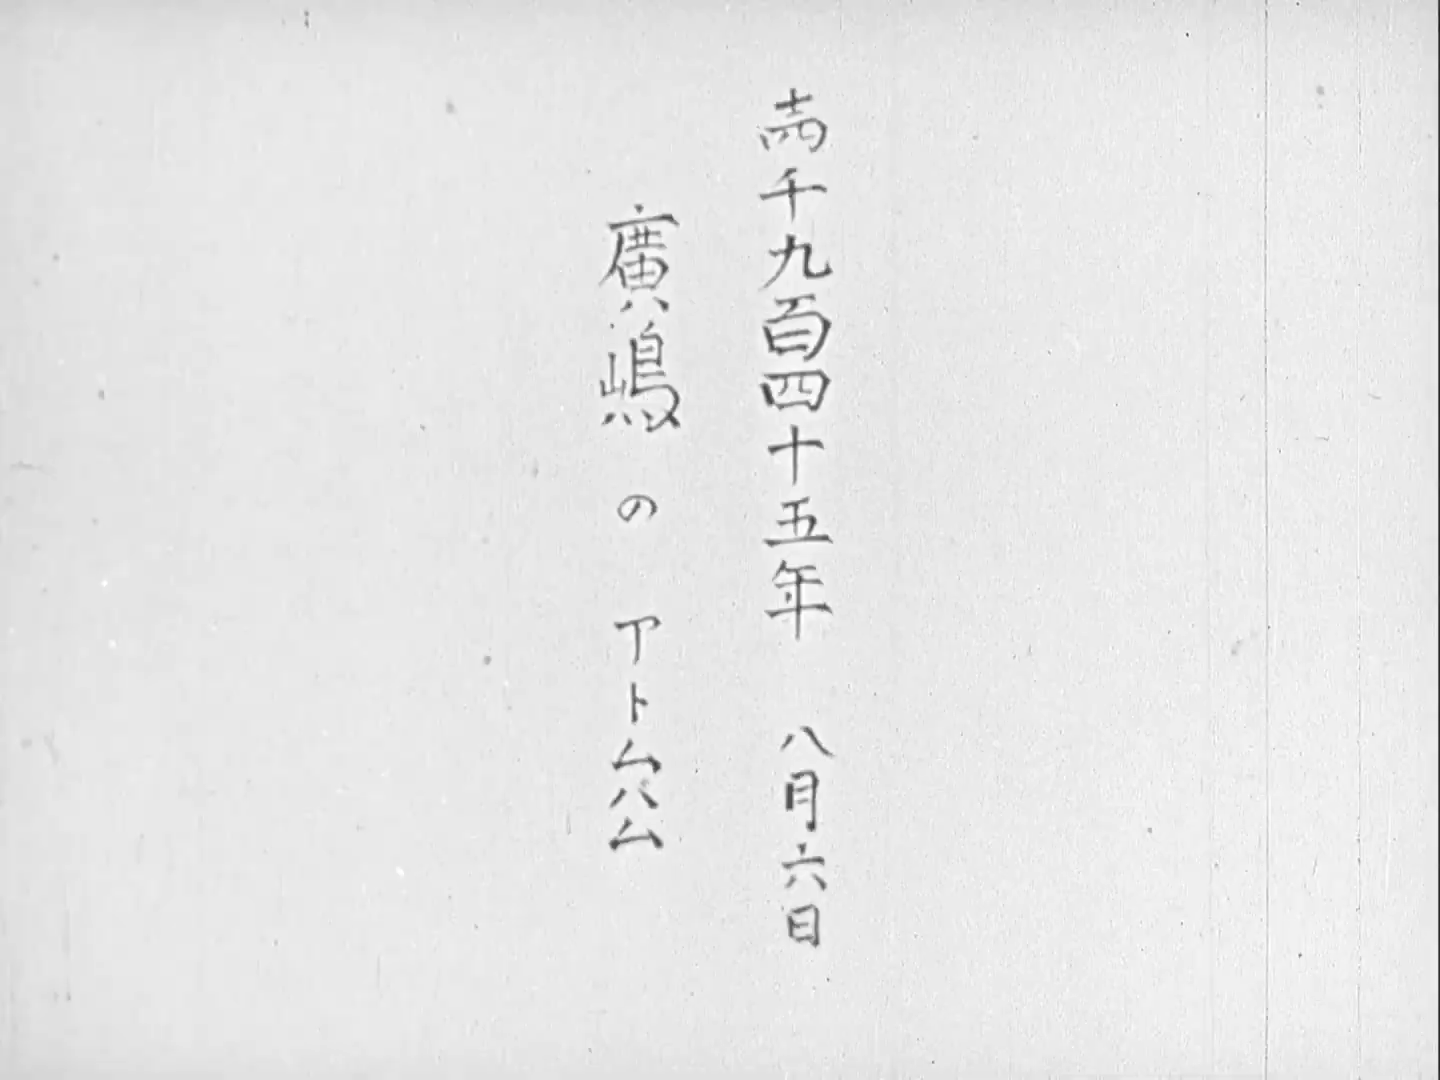 千九百四十五年 八月六日
廣嶋 の アトムハム